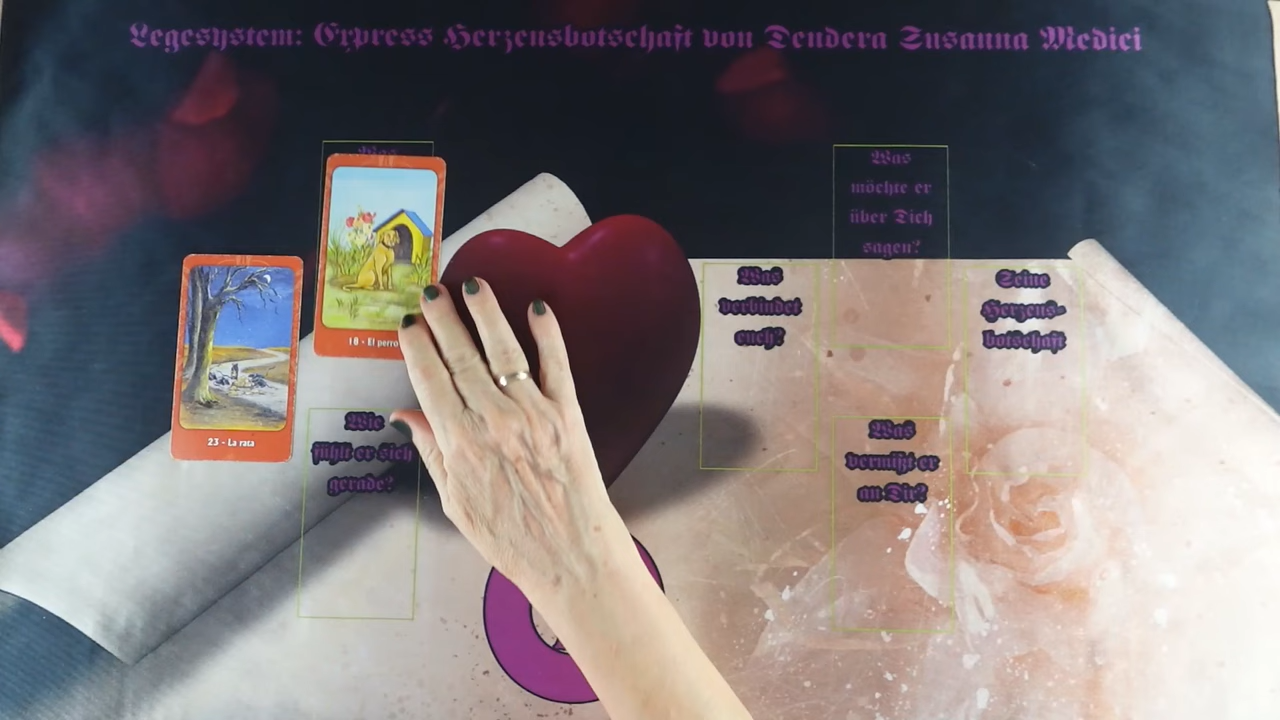 Legesystem: Express Herzensbotschaft von Dendera Susanna Medici
Was
18 - El perro
23 - La rata
Wie
fühlt er sich
gerade?
Was
verbindet
euch?
Was
möchte er
über Dich
sagen?
Was
vermißt er
an Dir?
Seine
Herzens-
botschaft